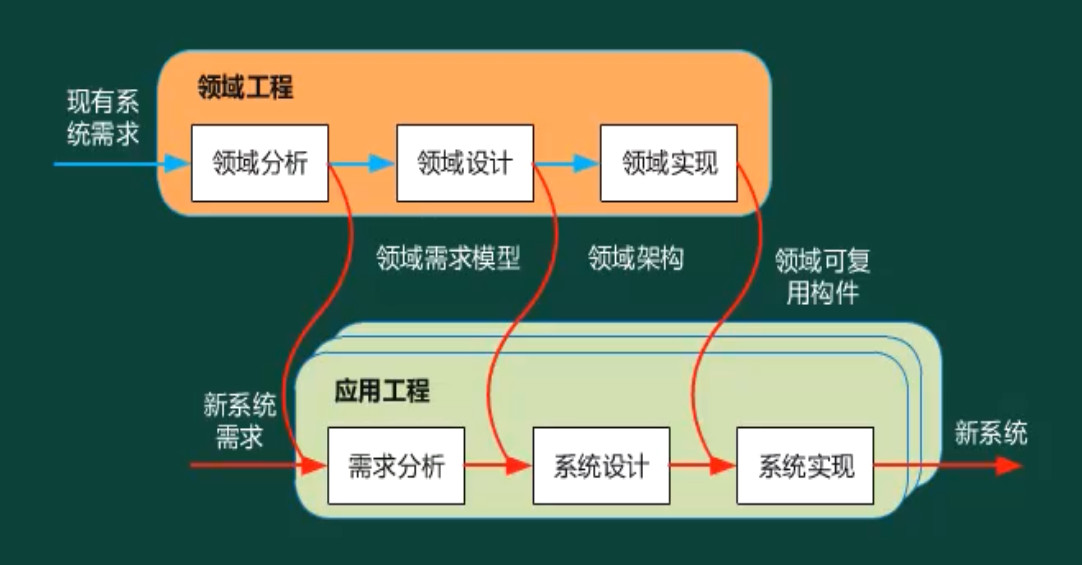 领域工程
现有系
统需求
领域分析
领域设计
领域实现
领域需求模型
领域架构
领域可复
用构件
应用工程
新系统
需求
需求分析
系统设计
系统实现
新系统